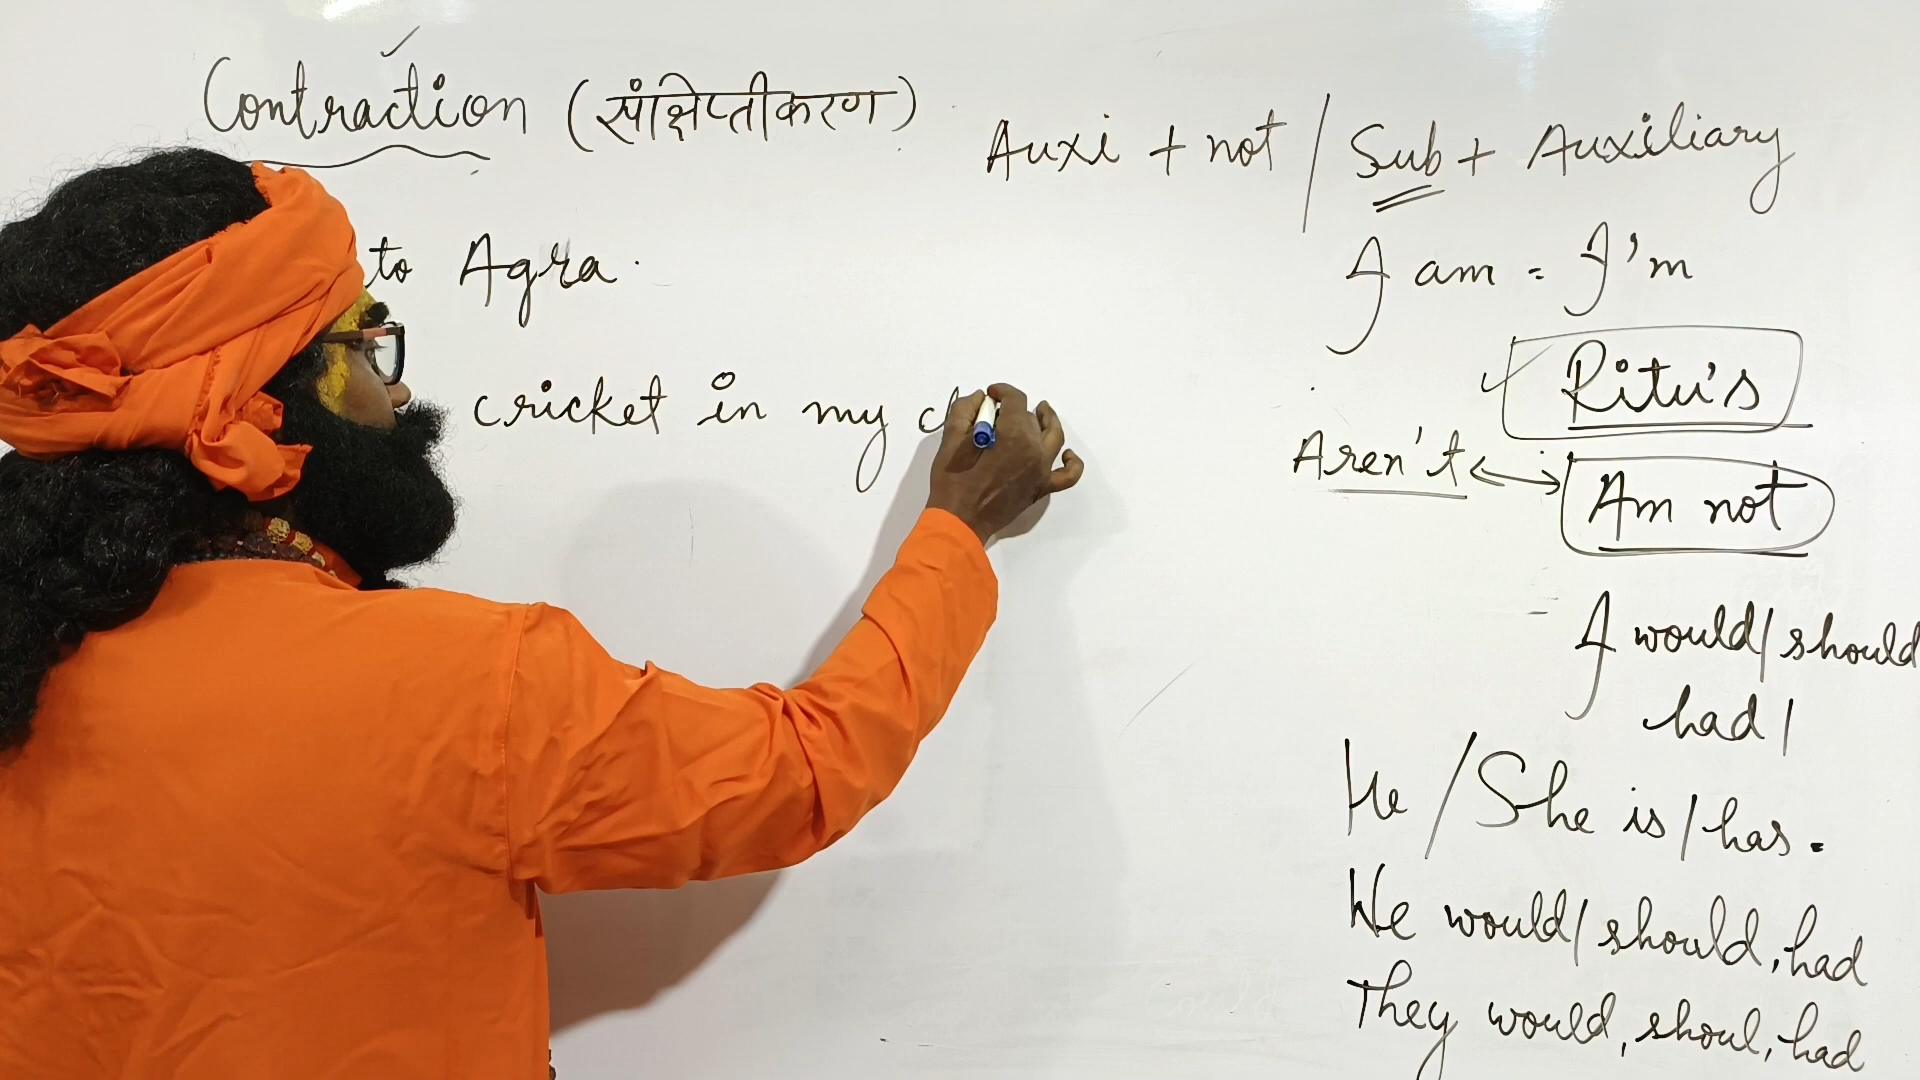 Contraction (संक्षिप्तीकरण)
Auxi + not / Sub + Auxiliary
to Agra.
I am = I'm
cricket in my
Ritu's
Aren't ↔ Am not
I would / should
had /
He / She is / has.
We would / should, had
They would, shoul, had